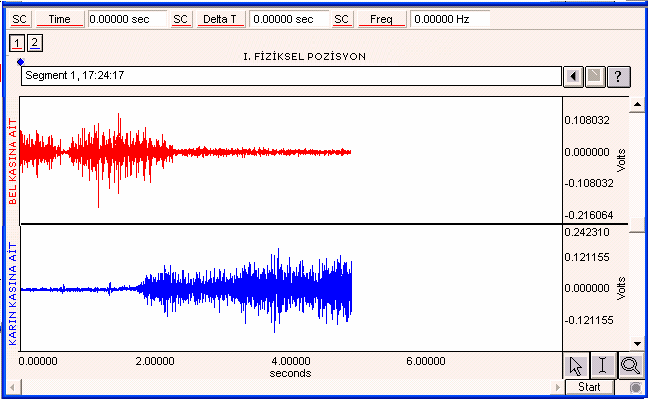 SC Time 0.00000 sec SC Delta T 0.00000 sec SC Freq 0.00000 Hz
1 2
I. FİZİKSEL POZİSYON
Segment 1, 17:24:17
?
BEL KASINA AİT
0.108032
0.000000
-0.108032
-0.216064
Volts
KARIN KASINA AİT
0.242310
0.121155
0.000000
-0.121155
Volts
0.00000 2.00000 4.00000 6.00000
seconds
Start